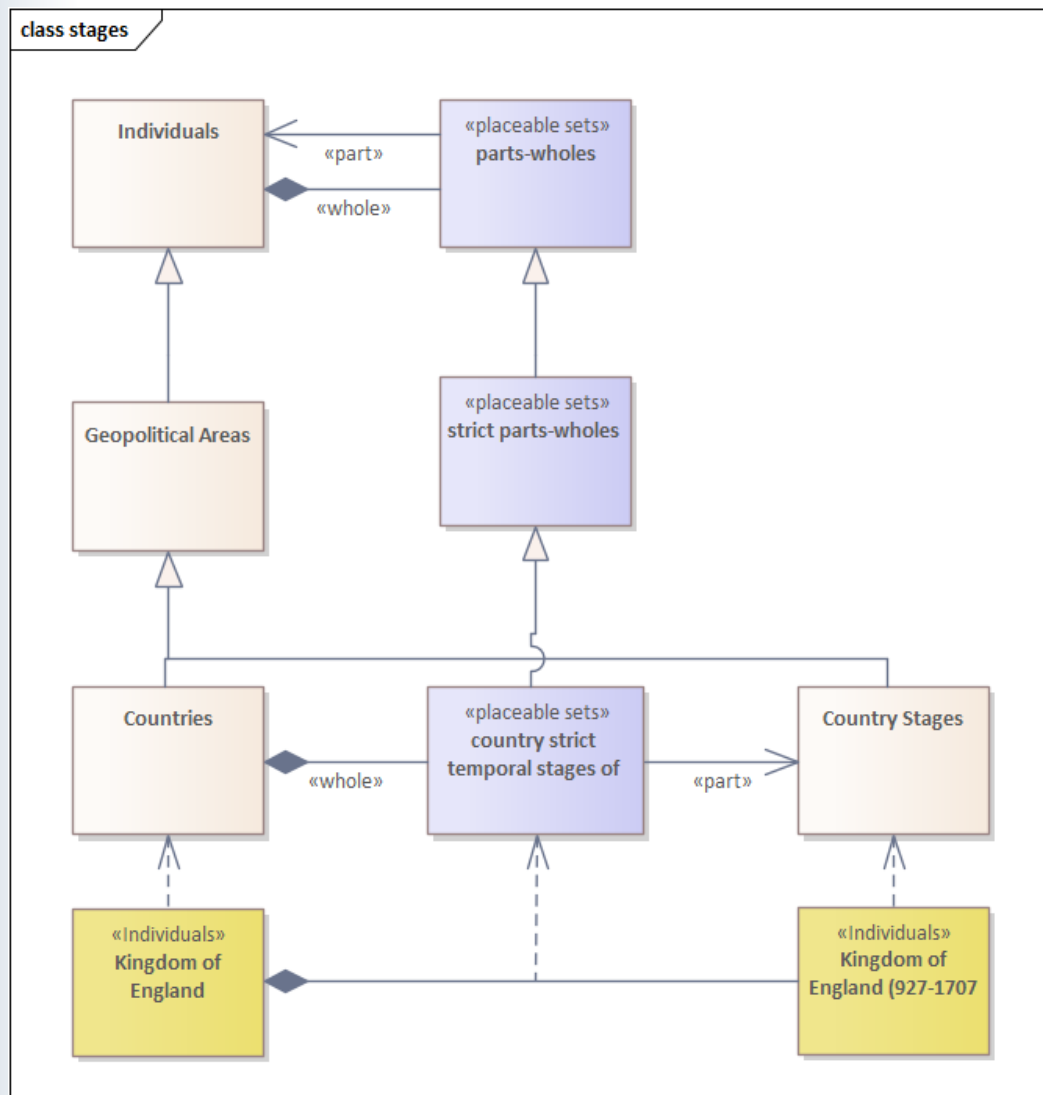 class stages
Individuals
«part»
«whole»
«placeable sets»
parts-wholes
Geopolitical Areas
«placeable sets»
strict parts-wholes
Countries
«whole»
«placeable sets»
country strict
temporal stages of
«part»
Country Stages
«Individuals»
Kingdom of
England
«Individuals»
Kingdom of
England (927-1707